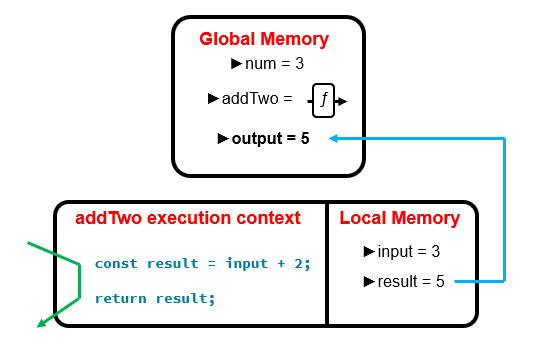 Global Memory
▶num = 3
▶addTwo = ƒ
▶output = 5
addTwo execution context
const result = input + 2;
return result;
Local Memory
▶input = 3
▶result = 5